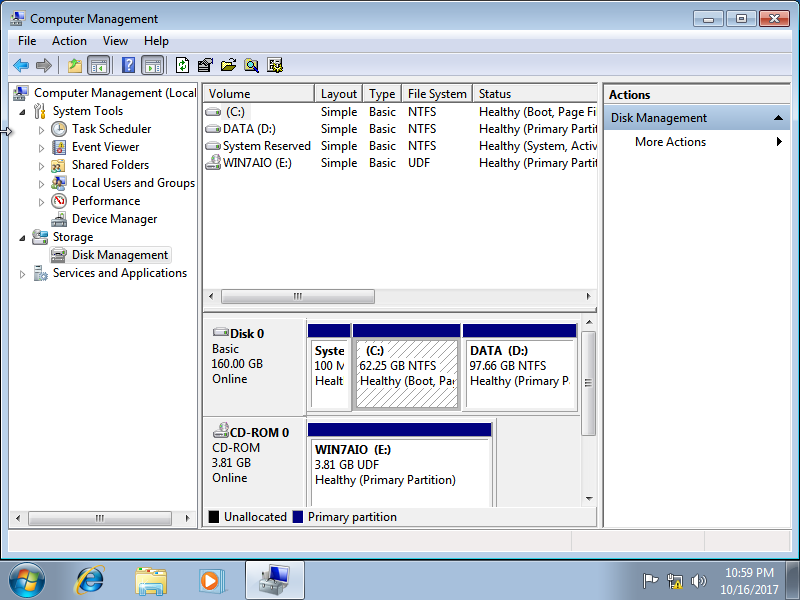 Computer Management
File Action View Help
Computer Management (Local
System Tools
Task Scheduler
Event Viewer
Shared Folders
Local Users and Groups
Performance
Device Manager
Storage
Disk Management
Services and Applications
Volume Layout Type File System Status
(C:) Simple Basic NTFS Healthy (Boot, Page Fi
DATA (D:) Simple Basic NTFS Healthy (Primary Partit
System Reserved Simple Basic NTFS Healthy (System, Activ
WIN7AIO (E:) Simple Basic UDF Healthy (Primary Partit
Disk 0
Basic
160.00 GB
Online
Syste
100 M
Healt
(C:)
62.25 GB NTFS
Healthy (Boot, Pa
DATA (D:)
97.66 GB NTFS
Healthy (Primary P
CD-ROM 0
CD-ROM
3.81 GB
Online
WIN7AIO (E:)
3.81 GB UDF
Healthy (Primary Partition)
Unallocated Primary partition
Actions
Disk Management
More Actions
10:59 PM
10/16/2017